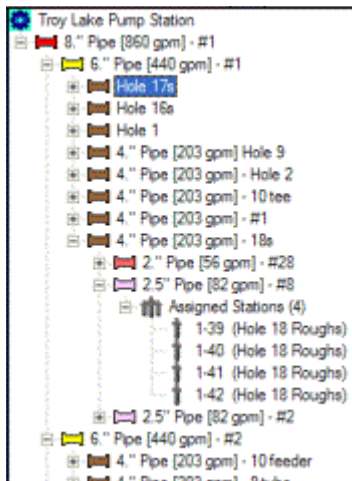 Troy Lake Pump Station
8." Pipe [860 gpm] - #1
6." Pipe [440 gpm] - #1
Hole 17s
Hole 16s
Hole 1
4." Pipe [203 gpm] Hole 9
4." Pipe [203 gpm] - Hole 2
4." Pipe [203 gpm] - 10 tee
4." Pipe [203 gpm] - #1
4." Pipe [203 gpm] - 18s
2." Pipe [56 gpm] - #28
2.5" Pipe [82 gpm] - #8
Assigned Stations (4)
1-39 (Hole 18 Roughs)
1-40 (Hole 18 Roughs)
1-41 (Hole 18 Roughs)
1-42 (Hole 18 Roughs)
2.5" Pipe [82 gpm] - #2
6." Pipe [440 gpm] - #2
4." Pipe [203 gpm] - 10 feeder